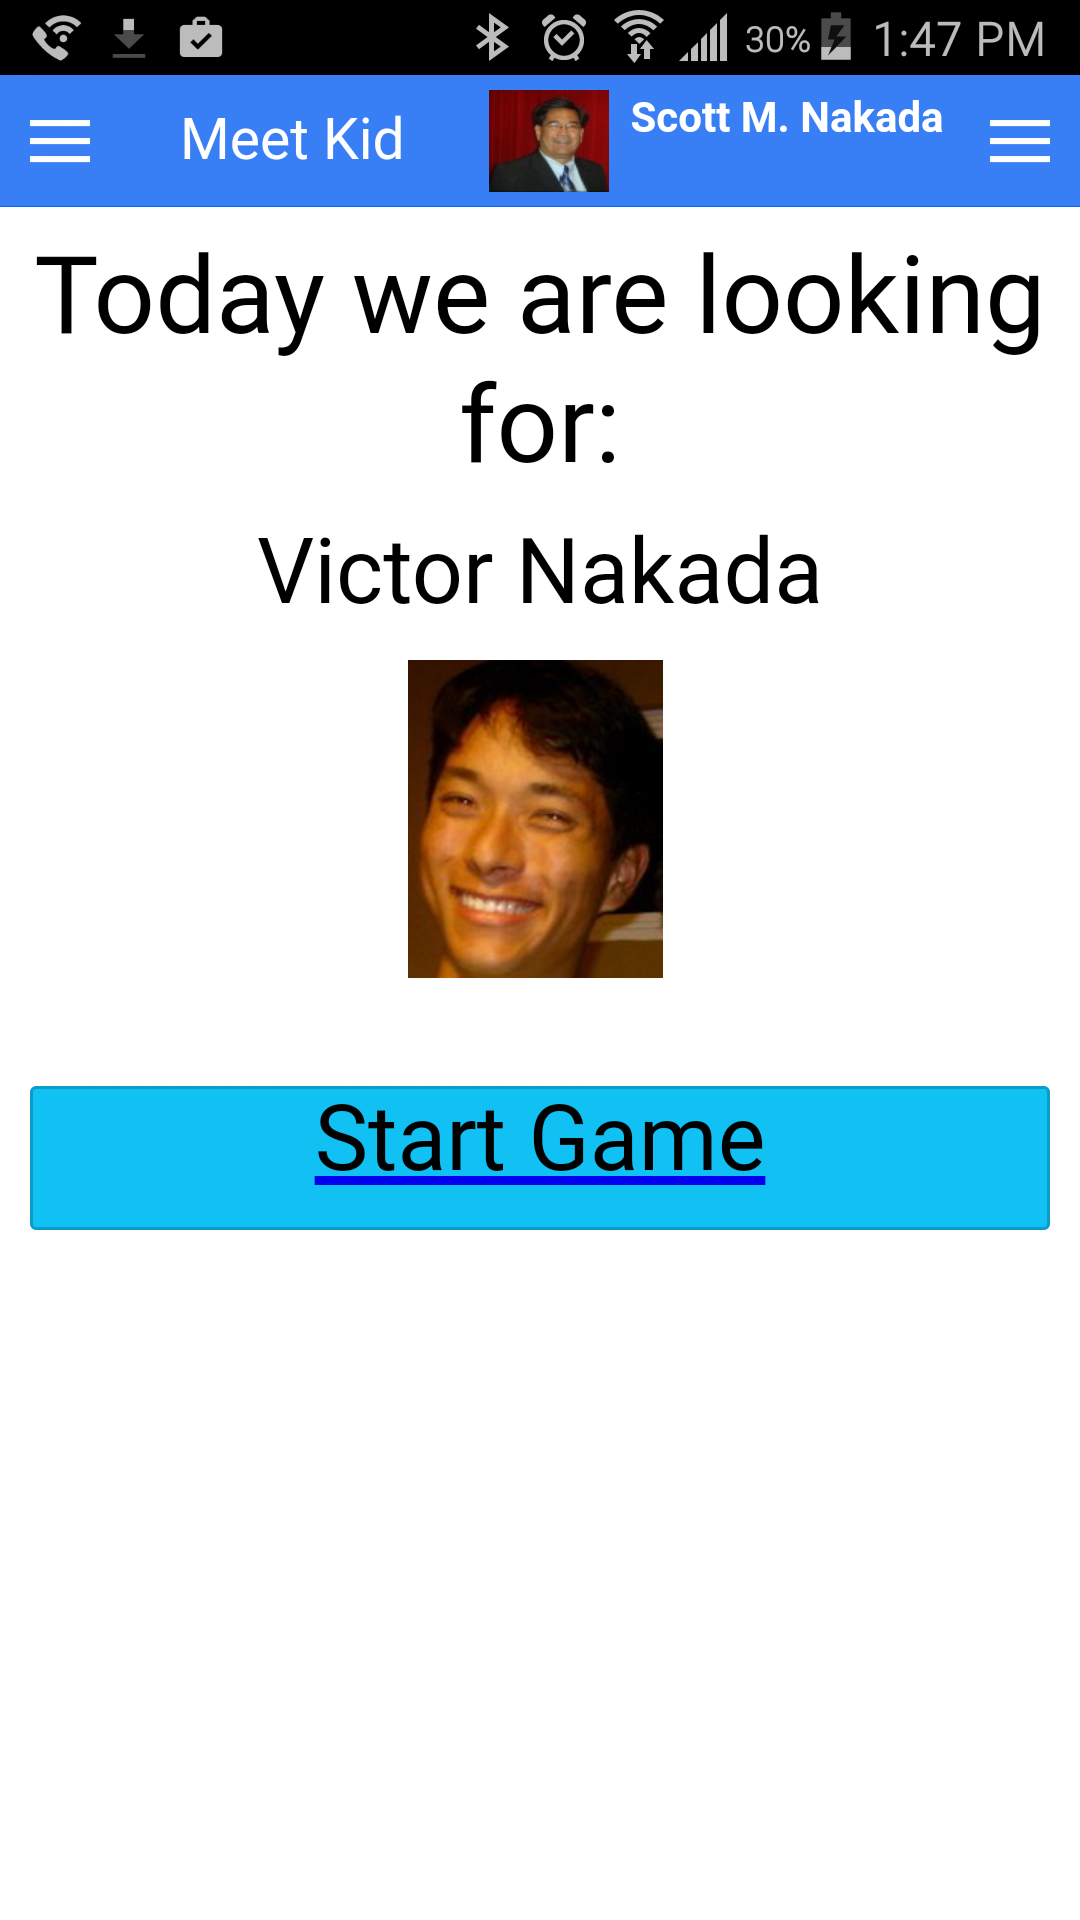 30% 1:47 PM
Meet Kid
Scott M. Nakada
Today we are looking
for:
Victor Nakada
Start Game